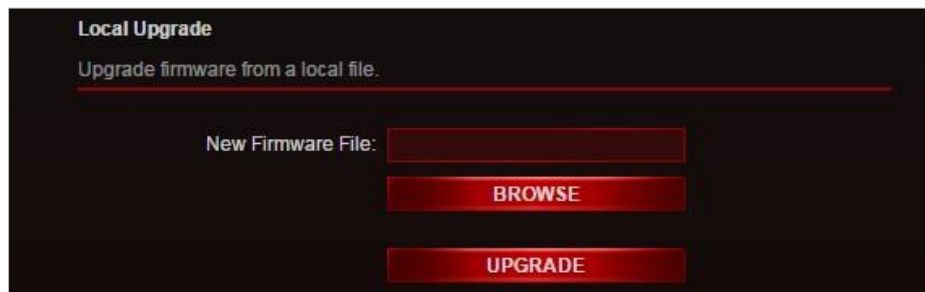 Local Upgrade
Upgrade firmware from a local file.
New Firmware File:
BROWSE
UPGRADE